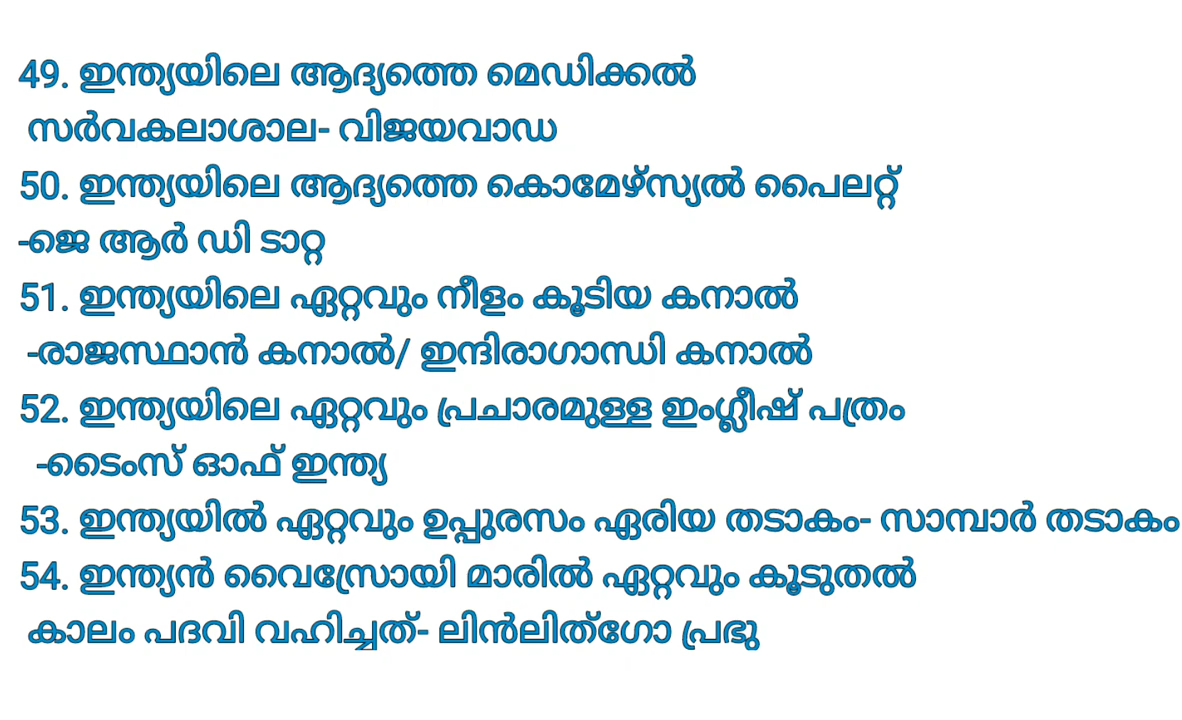 49. ഇന്ത്യയിലെ ആദ്യത്തെ മെഡിക്കൽ
സർവകലാശാല- വിജയവാഡ
50. ഇന്ത്യയിലെ ആദ്യത്തെ കൊമേഴ്സ്യൽ പൈലറ്റ്
-ജെ ആർ ഡി ടാറ്റ
51. ഇന്ത്യയിലെ ഏറ്റവും നീളം കൂടിയ കനാൽ
-രാജസ്ഥാൻ കനാൽ/ ഇന്ദിരാഗാന്ധി കനാൽ
52. ഇന്ത്യയിലെ ഏറ്റവും പ്രചാരമുള്ള ഇംഗ്ലീഷ് പത്രം
-ടൈംസ് ഓഫ് ഇന്ത്യ
53. ഇന്ത്യയിൽ ഏറ്റവും ഉപ്പുരസം ഏരിയ തടാകം- സാമ്പാർ തടാകം
54. ഇന്ത്യൻ വൈസ്രോയി മാരിൽ ഏറ്റവും കൂടുതൽ
കാലം പദവി വഹിച്ചത്- ലിൻലിത്ഗോ പ്രഭു